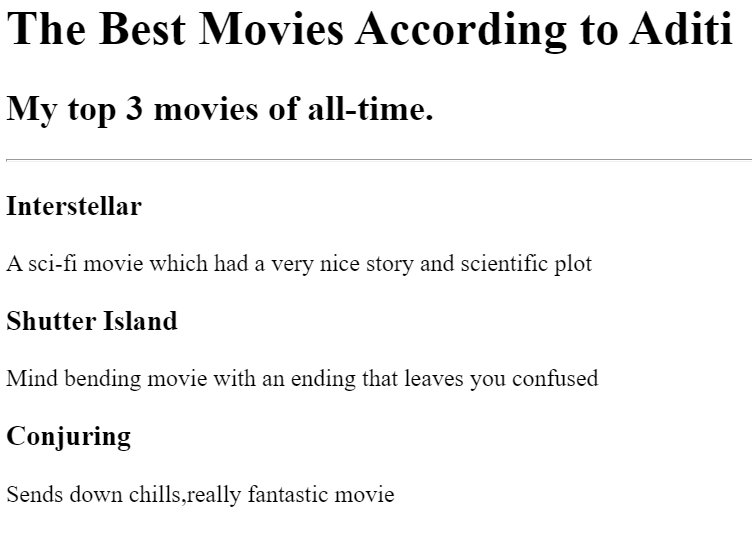 The Best Movies According to Aditi
My top 3 movies of all-time.
Interstellar
A sci-fi movie which had a very nice story and scientific plot
Shutter Island
Mind bending movie with an ending that leaves you confused
Conjuring
Sends down chills,really fantastic movie